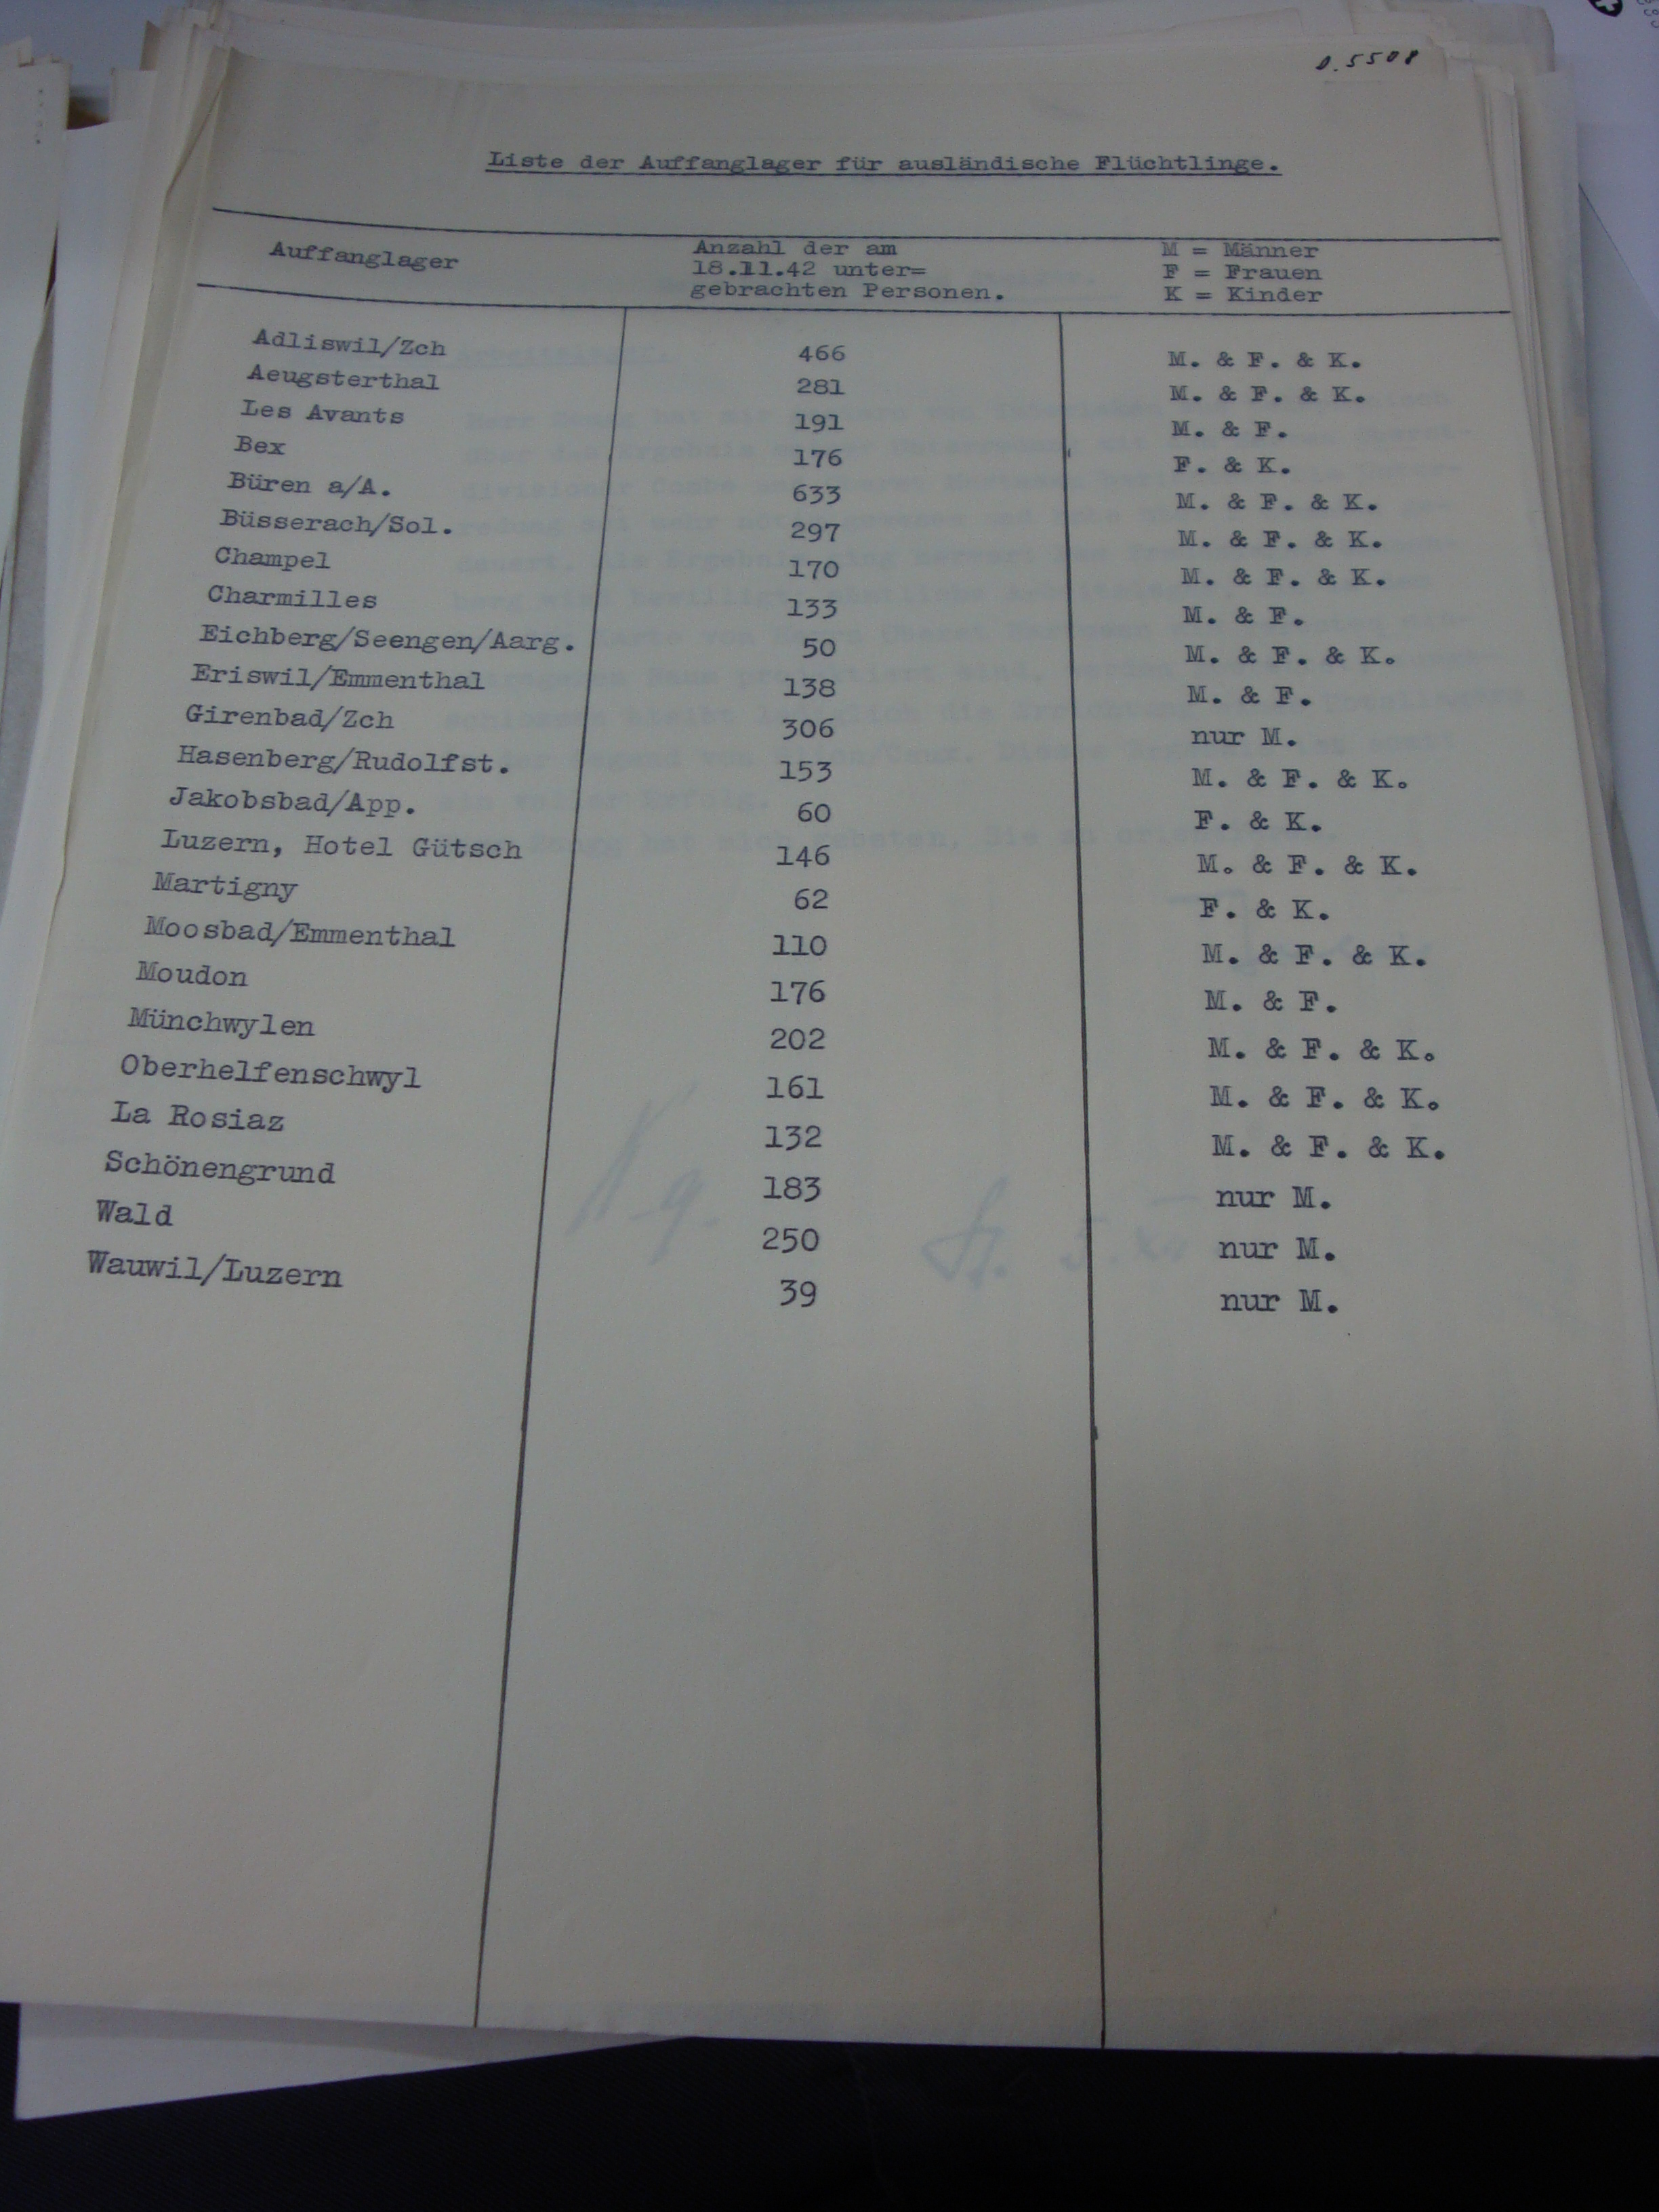 D.5508
Liste der Auffanglager für ausländische Flüchtlinge.
Auffanglager
Anzahl der am
18.11.42 unter=
gebrachten Personen.
M = Männer
F = Frauen
K = Kinder
Adliswil/Zch 466 M. & F. & K.
Aeugsterthal 281 M. & F. & K.
Les Avants 191 M. & F.
Bex 176 F. & K.
Büren a/A. 633 M. & F. & K.
Büsserach/Sol. 297 M. & F. & K.
Champel 170 M. & F. & K.
Charmilles 133 M. & F.
Eichberg/Seengen/Aarg. 50 M. & F. & K.
Eriswil/Emmenthal 138 M. & F.
Girenbad/Zch 306 nur M.
Hasenberg/Rudolfst. 153 M. & F. & K.
Jakobsbad/App. 60 F. & K.
Luzern, Hotel Gütsch 146 M. & F. & K.
Martigny 62 F. & K.
Moosbad/Emmenthal 110 M. & F. & K.
Moudon 176 M. & F.
Münchwylen 202 M. & F. & K.
Oberhelfenschwyl 161 M. & F. & K.
La Rosiaz 132 M. & F. & K.
Schönengrund 183 nur M.
Wald 250 nur M.
Wauwil/Luzern 39 nur M.